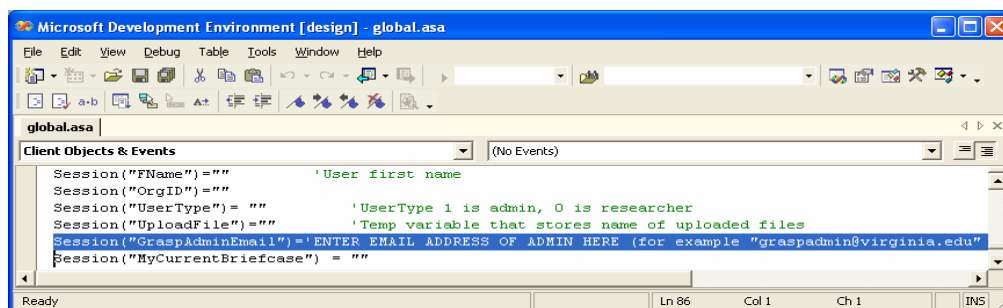 Microsoft Development Environment [design] - global.asa
File Edit View Debug Table Tools Window Help
global.asa
Client Objects & Events (No Events)
Session("FName")="" 'User first name
Session("OrgID")=""
Session("UserType")= "" 'UserType 1 is admin, 0 is researcher
Session("UploadFile")="" 'Temp variable that stores name of uploaded files
Session("GraspAdminEmail")='ENTER EMAIL ADDRESS OF ADMIN HERE (for example "graspadmin@virginia.edu"
Session("MyCurrentBriefcase") = ""
Ready Ln 86 Col 1 Ch 1 INS